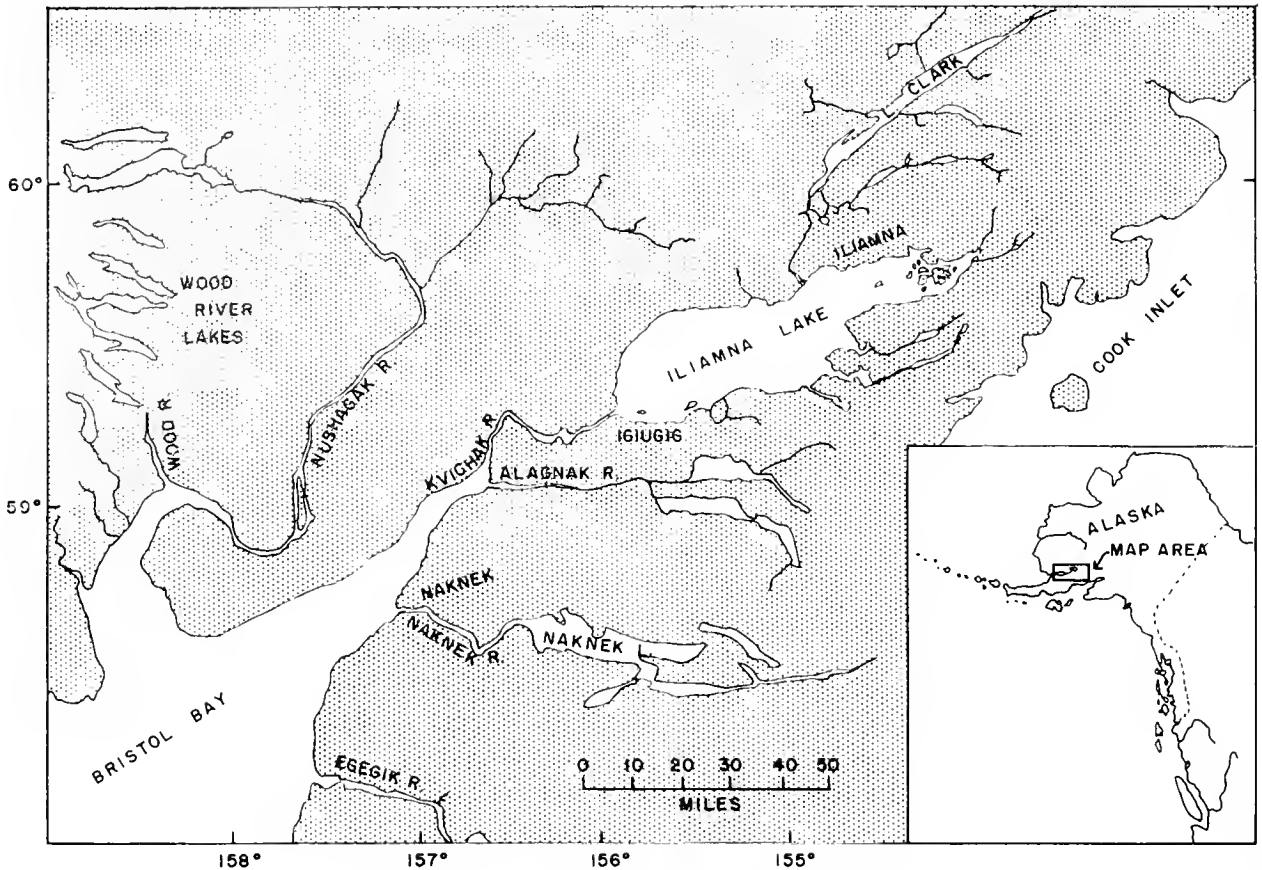 CLARK
60°
ILIAMNA
WOOD
RIVER
LAKES
ILIAMNA LAKE
COOK INLET
WOOD R
NUSHAGAK R
KVIGHAK R
IGIUGIG
ALAGNAK R.
59°
ALASKA
MAP AREA
NAKNEK
NAKNEK R.
NAKNEK
BRISTOL BAY
EGEGIK R.
0 10 20 30 40 50
MILES
158° 157° 156° 155°